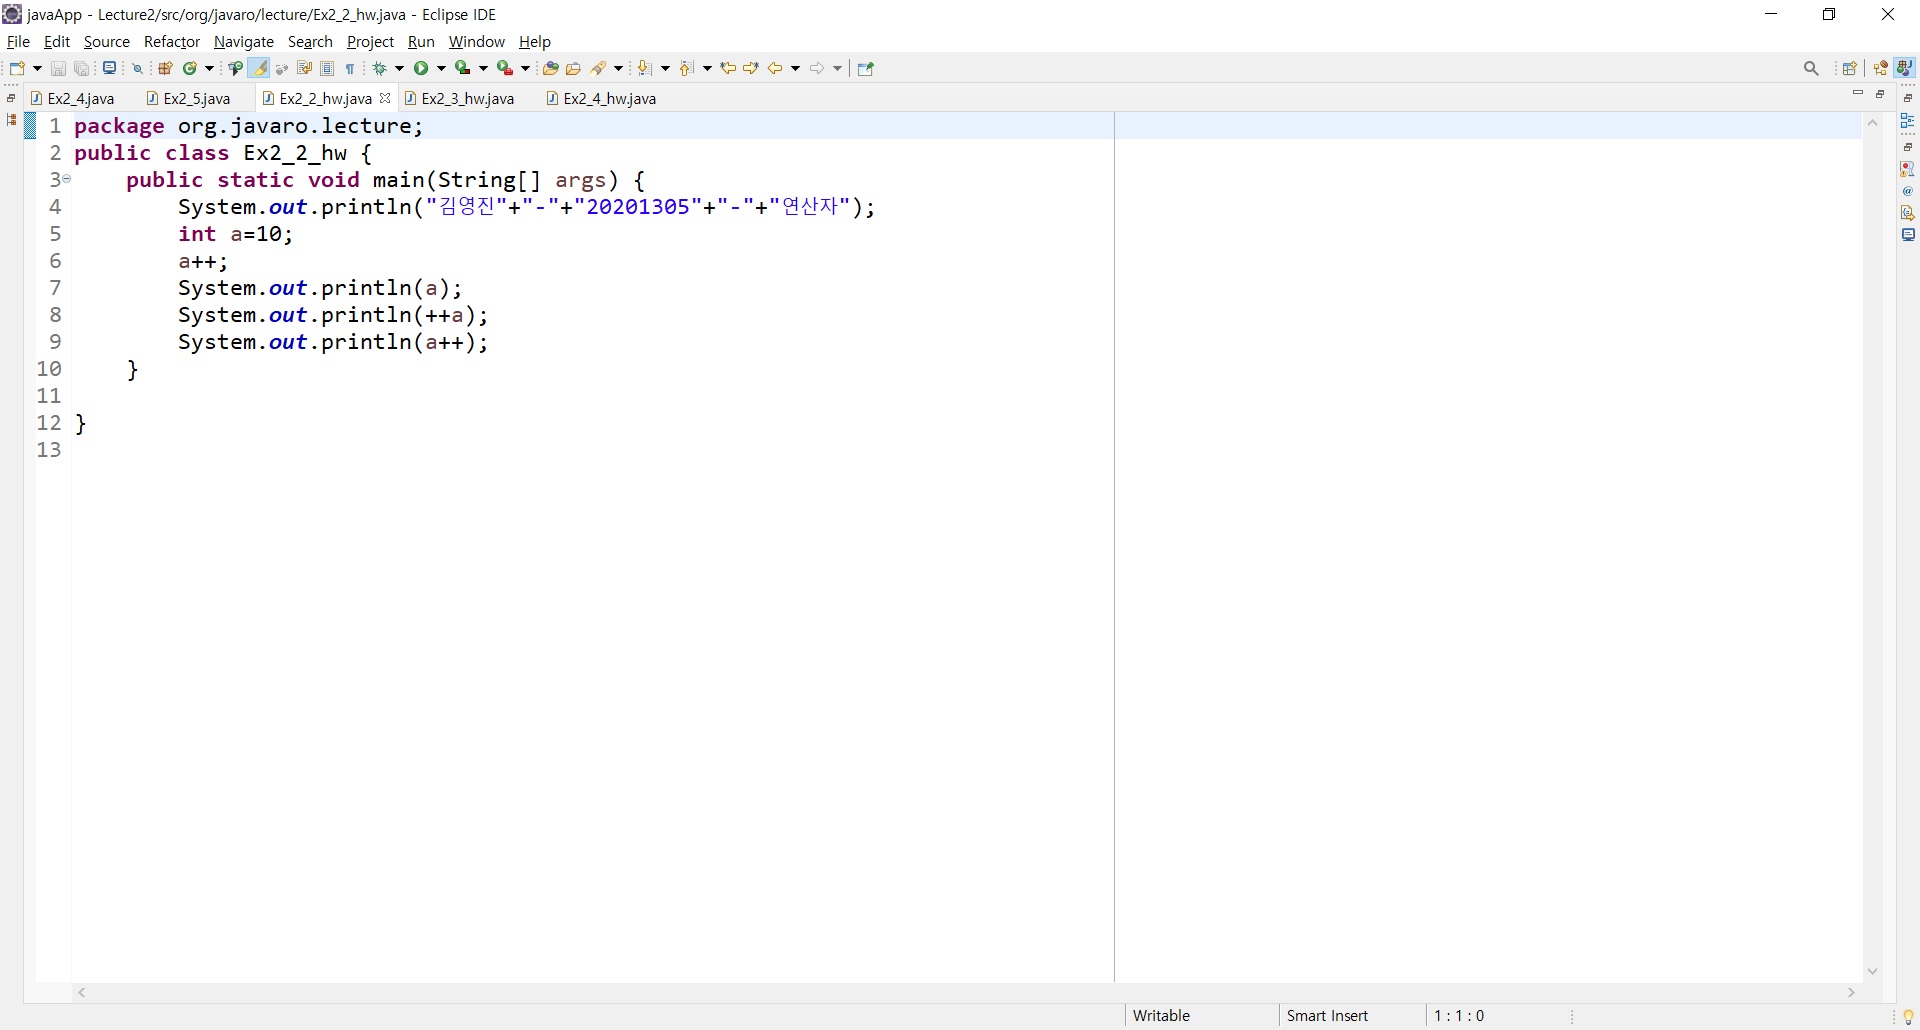 javaApp - Lecture2/src/org/javaro/lecture/Ex2_2_hw.java - Eclipse IDE
File Edit Source Refactor Navigate Search Project Run Window Help
Ex2_4.java Ex2_5.java Ex2_2_hw.java Ex2_3_hw.java Ex2_4_hw.java
1 package org.javaro.lecture;
2 public class Ex2_2_hw {
3 public static void main(String[] args) {
4 System.out.println("김영진"+"-"+"20201305"+"-"+"연산자");
5 int a=10;
6 a++;
7 System.out.println(a);
8 System.out.println(++a);
9 System.out.println(a++);
10 }
11
12 }
13
Writable Smart Insert 1 : 1 : 0